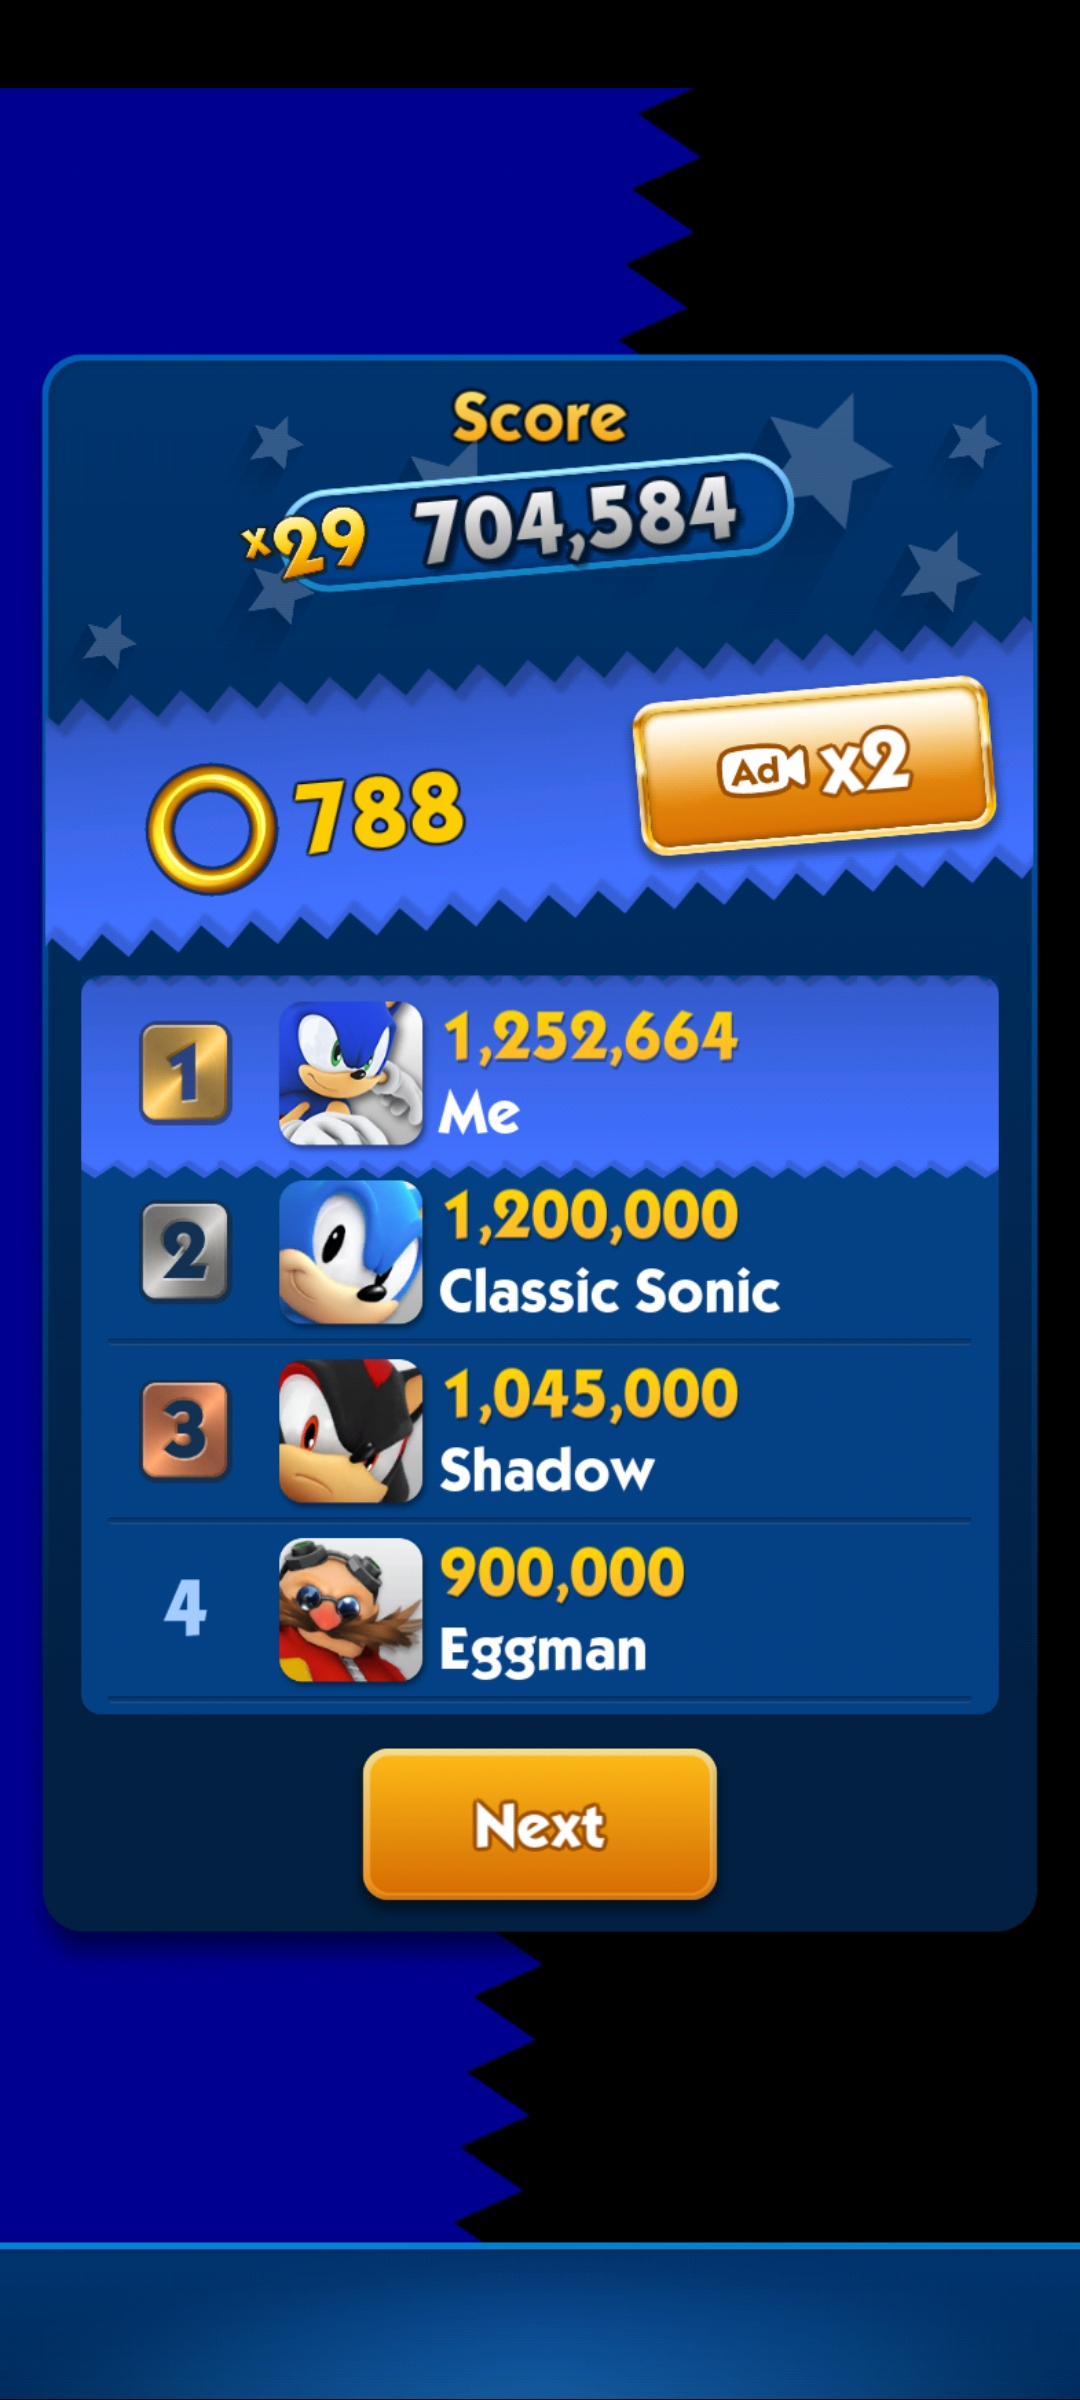 Score
x29 704,584
788
Ad x2
1 1,252,664
Me
2 1,200,000
Classic Sonic
3 1,045,000
Shadow
4 900,000
Eggman
Next